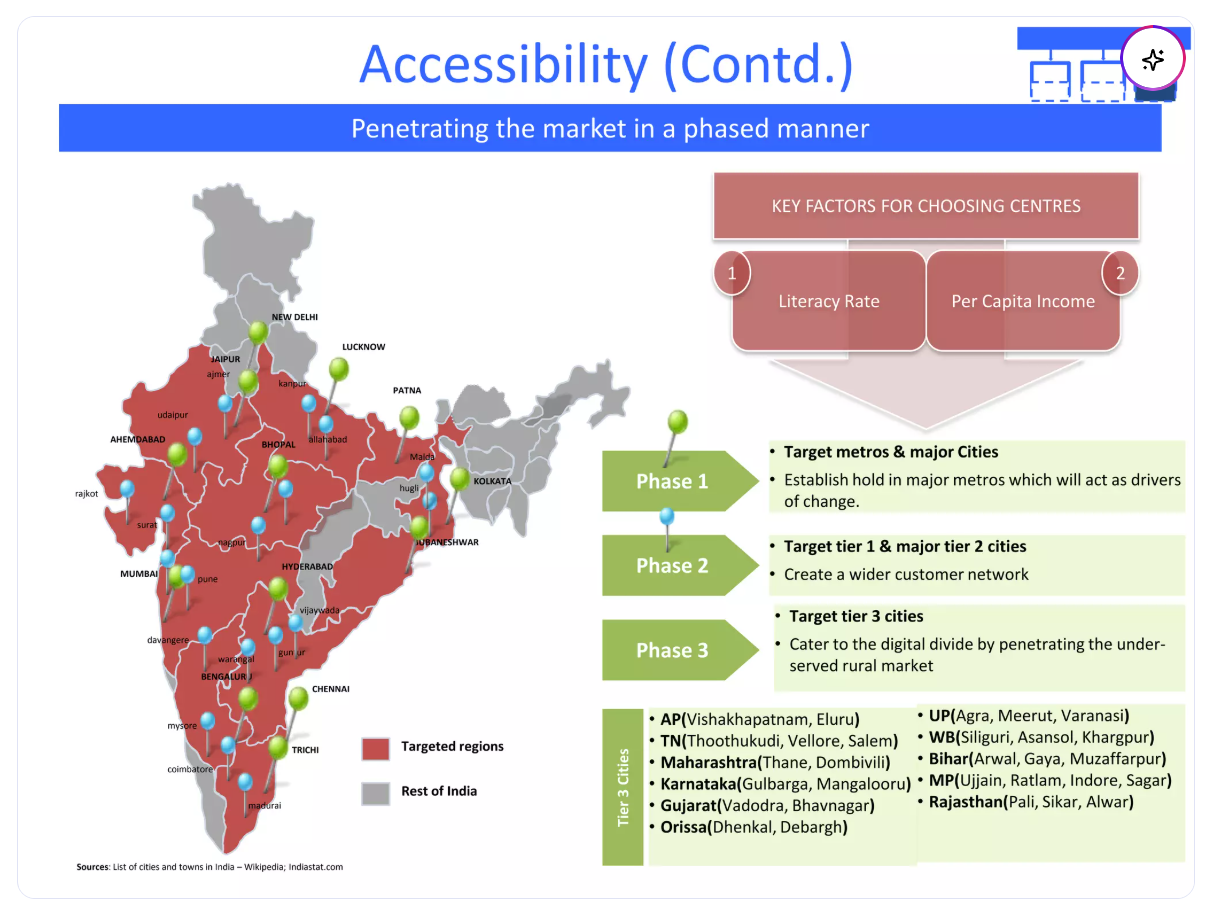 Accessibility (Contd.)
Penetrating the market in a phased manner
KEY FACTORS FOR CHOOSING CENTRES
1
Literacy Rate
2
Per Capita Income
NEW DELHI
LUCKNOW
JAIPUR
ajmer
kanpur
PATNA
udaipur
AHEMDABAD
BHOPAL
allahabad
Malda
KOLKATA
rajkot
hugli
surat
nagpur
BUBANESHWAR
HYDERABAD
MUMBAI
pune
vijaywada
davangere
warangal
guntur
BENGALURU
CHENNAI
mysore
TRICHI
coimbatore
madurai
Targeted regions
Rest of India
Sources: List of cities and towns in India – Wikipedia; Indiastat.com
Phase 1
• Target metros & major Cities
• Establish hold in major metros which will act as drivers
of change.
Phase 2
• Target tier 1 & major tier 2 cities
• Create a wider customer network
Phase 3
• Target tier 3 cities
• Cater to the digital divide by penetrating the under-
served rural market
Tier 3 Cities
• AP(Vishakhapatnam, Eluru)
• TN(Thoothukudi, Vellore, Salem)
• Maharashtra(Thane, Dombivili)
• Karnataka(Gulbarga, Mangalooru)
• Gujarat(Vadodra, Bhavnagar)
• Orissa(Dhenkal, Debargh)
• UP(Agra, Meerut, Varanasi)
• WB(Siliguri, Asansol, Khargpur)
• Bihar(Arwal, Gaya, Muzaffarpur)
• MP(Ujjain, Ratlam, Indore, Sagar)
• Rajasthan(Pali, Sikar, Alwar)